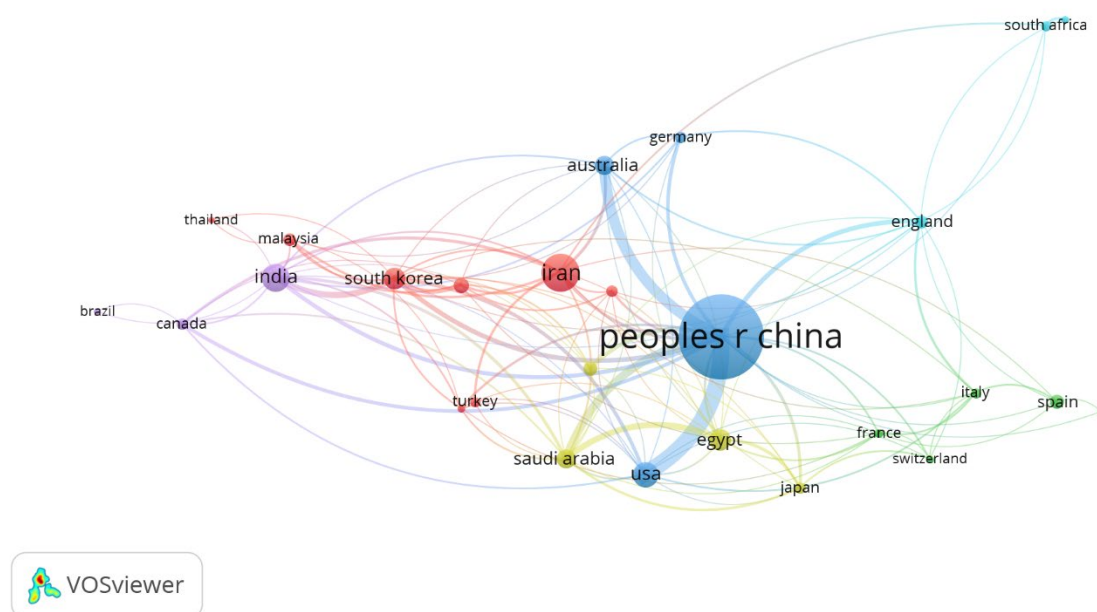 south africa
germany
australia
thailand
england
malaysia
india
south korea
iran
brazil
canada
peoples r china
turkey
italy
spain
egypt
france
saudi arabia
switzerland
usa
japan
VOSviewer